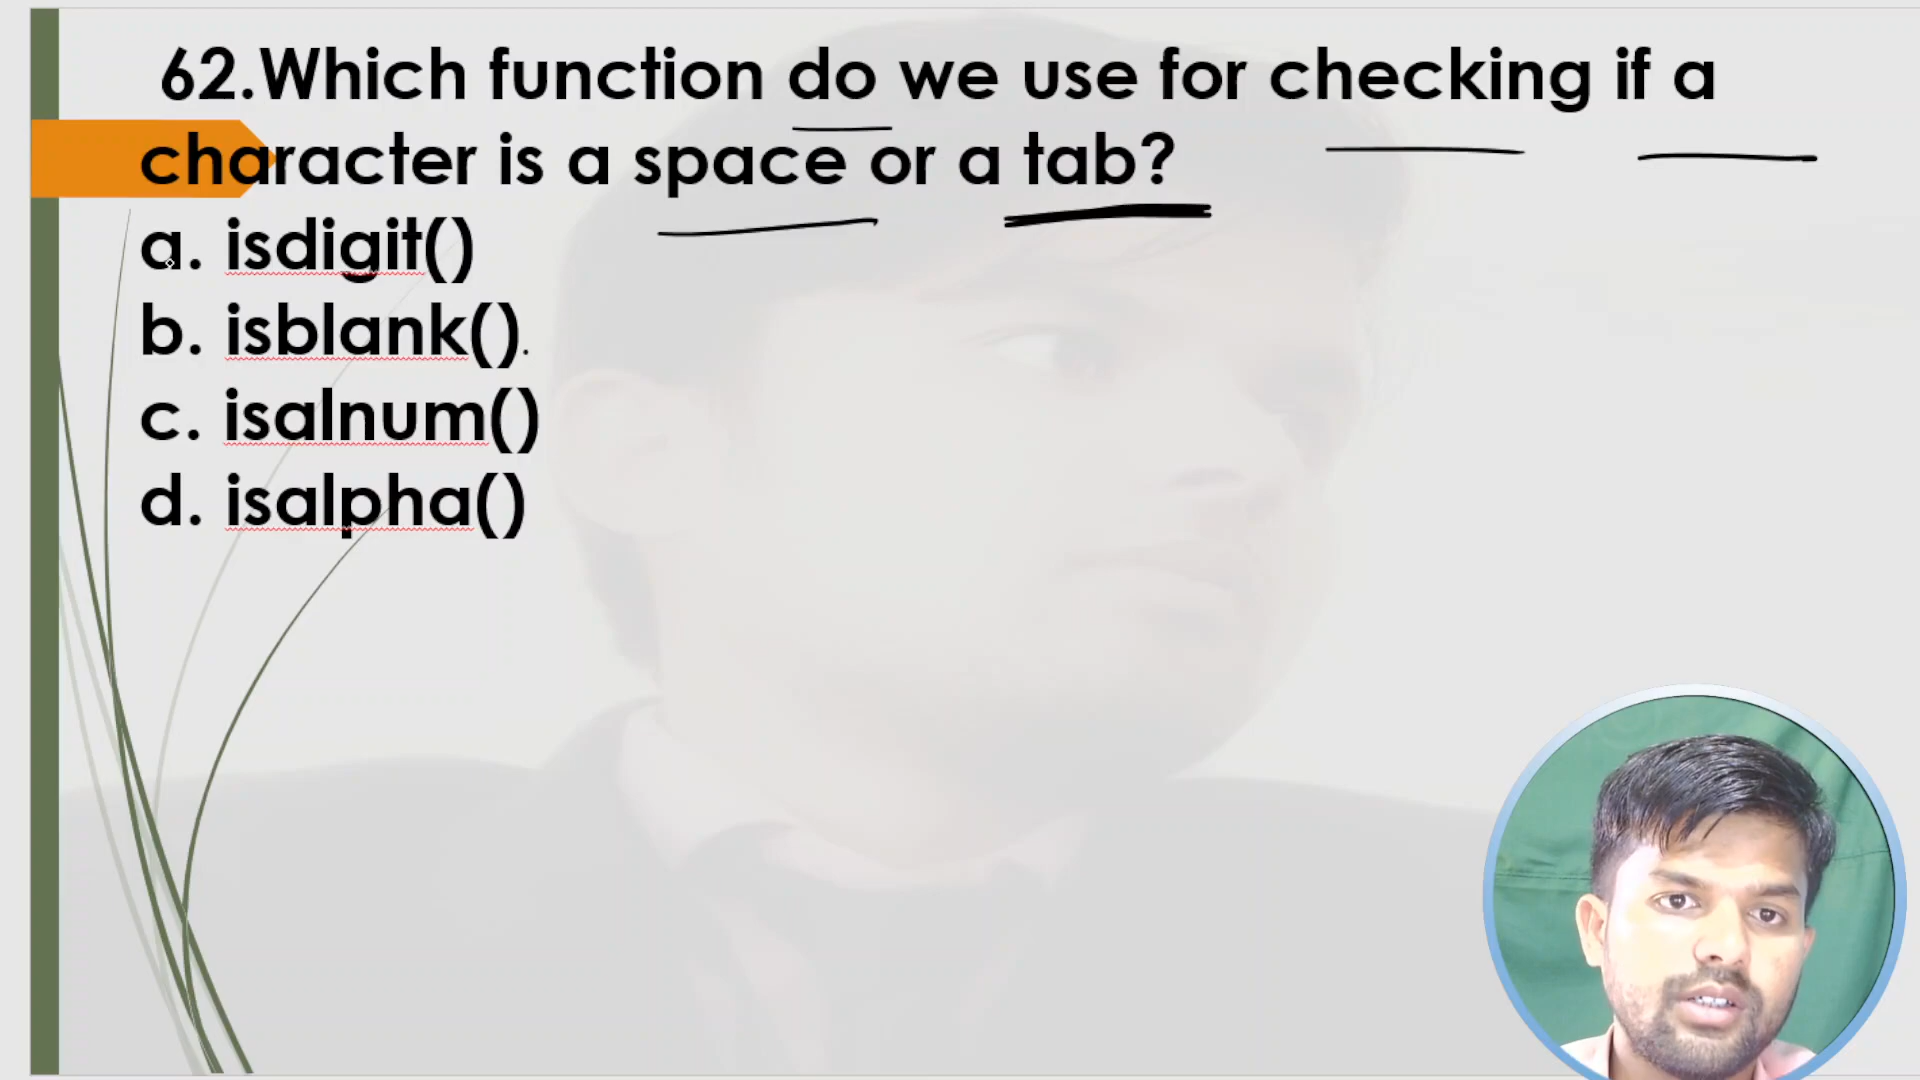 62.Which function do we use for checking if a
character is a space or a tab?
a. isdigit()
b. isblank().
c. isalnum()
d. isalpha()